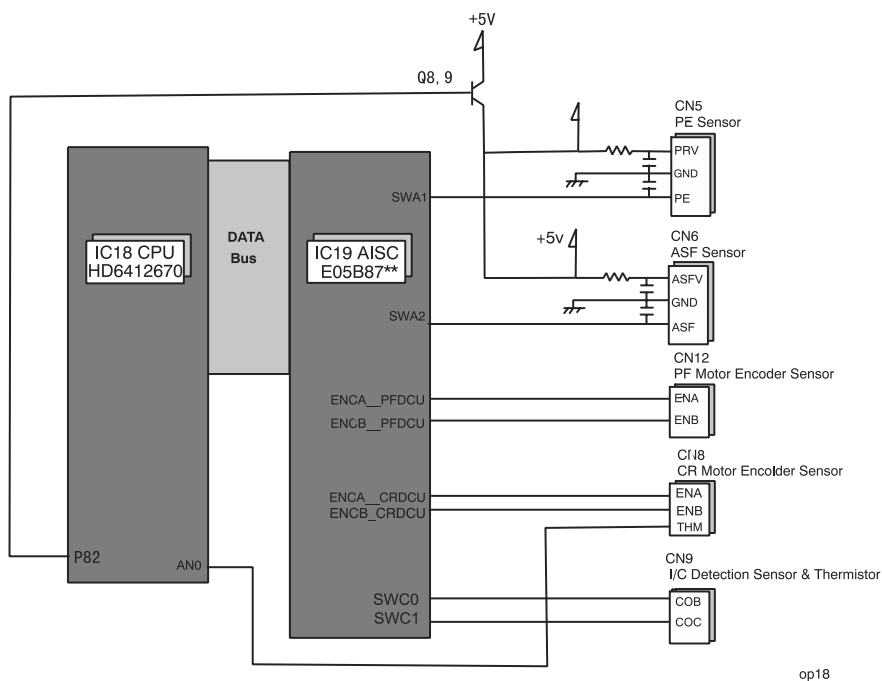 +5V
Q8, 9
CN5
PE Sensor
PRV
GND
PE
SWA1
IC18 CPU
HD6412670
DATA
Bus
IC19 AISC
E05B87**
+5v
CN6
ASF Sensor
ASFV
GND
ASF
SWA2
CN12
PF Motor Encoder Sensor
ENCA__PFDCU
ENA
ENCB_PFDCU
ENB
CN8
CR Motor Encolder Sensor
ENCA__CRDCU
ENA
ENCB_CRDCU
ENB
THM
P82
AN0
CN9
I/C Detection Sensor & Thermistor
SWC0
COB
SWC1
COC
op18